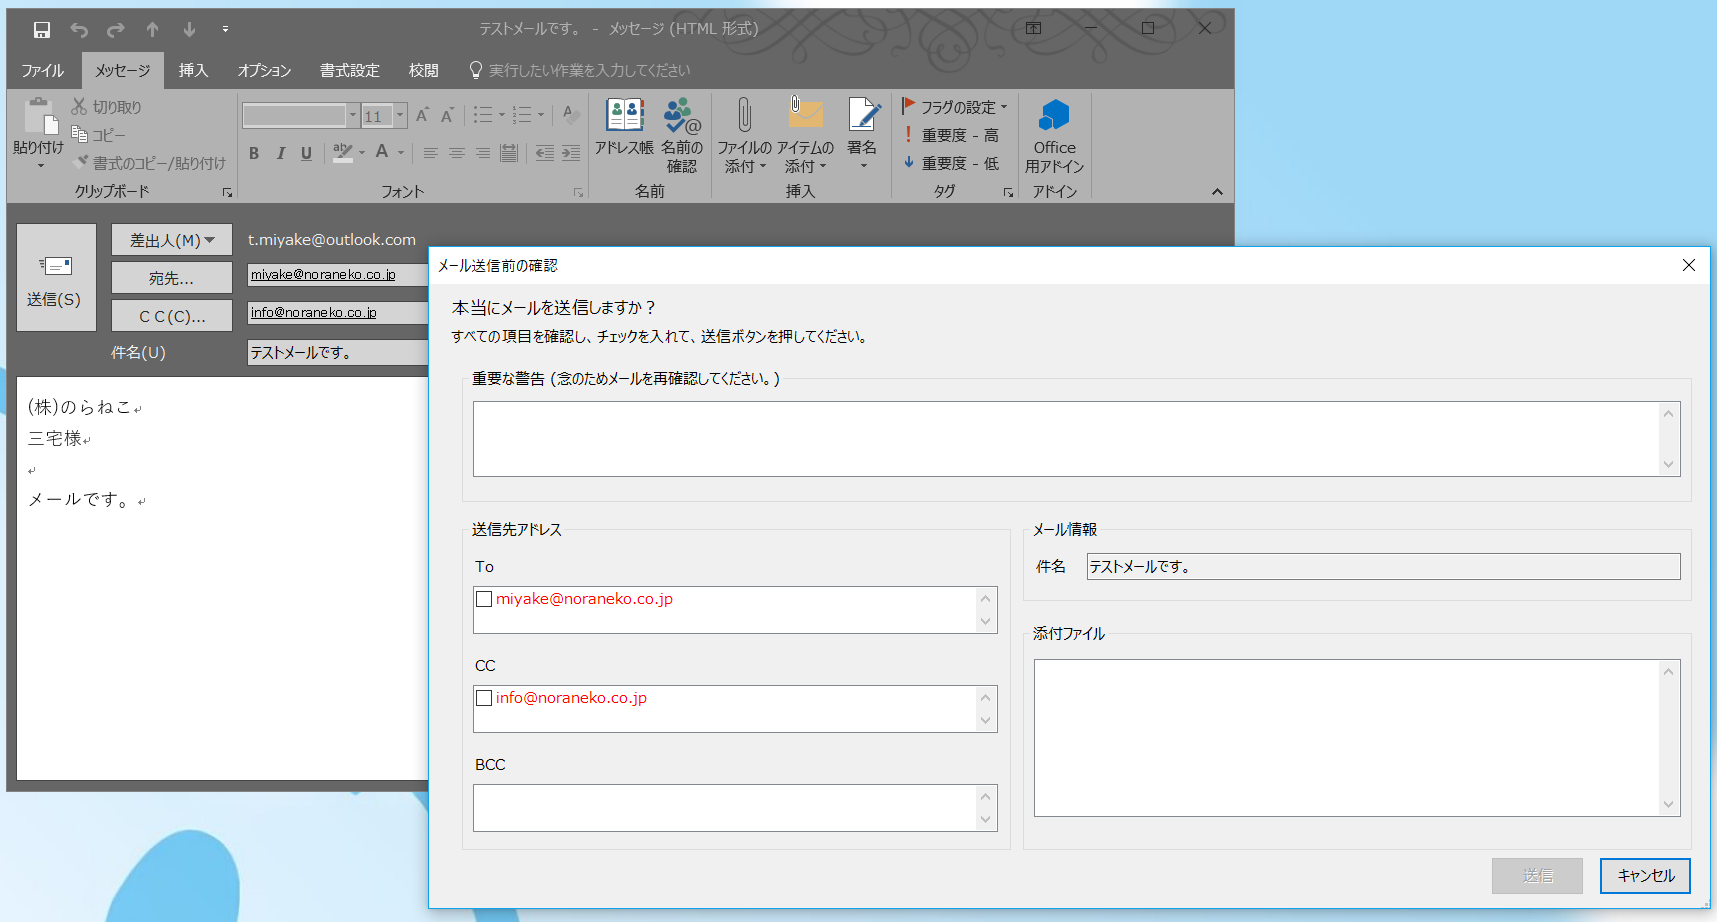 テストメールです。 - メッセージ (HTML 形式)
ファイル メッセージ 挿入 オプション 書式設定 校閲 実行したい作業を入力してください
貼り付け
切り取り
コピー
書式のコピー/貼り付け
クリップボード
11
B I U ab A
フォント
アドレス帳
名前の
確認
名前
ファイルの
添付
アイテムの
添付
署名
挿入
フラグの設定
重要度 - 高
重要度 - 低
タグ
Office
用アドイン
アドイン
送信(S)
差出人(M) t.miyake@outlook.com
宛先... miyake@noraneko.co.jp
C C(C)... info@noraneko.co.jp
件名(U) テストメールです。
(株)のらねこ
三宅様
メールです。
メール送信前の確認
本当にメールを送信しますか？
すべての項目を確認し、チェックを入れて、送信ボタンを押してください。
重要な警告 (念のためメールを再確認してください。)
送信先アドレス
To
miyake@noraneko.co.jp
CC
info@noraneko.co.jp
BCC
メール情報
件名 テストメールです。
添付ファイル
送信 キャンセル